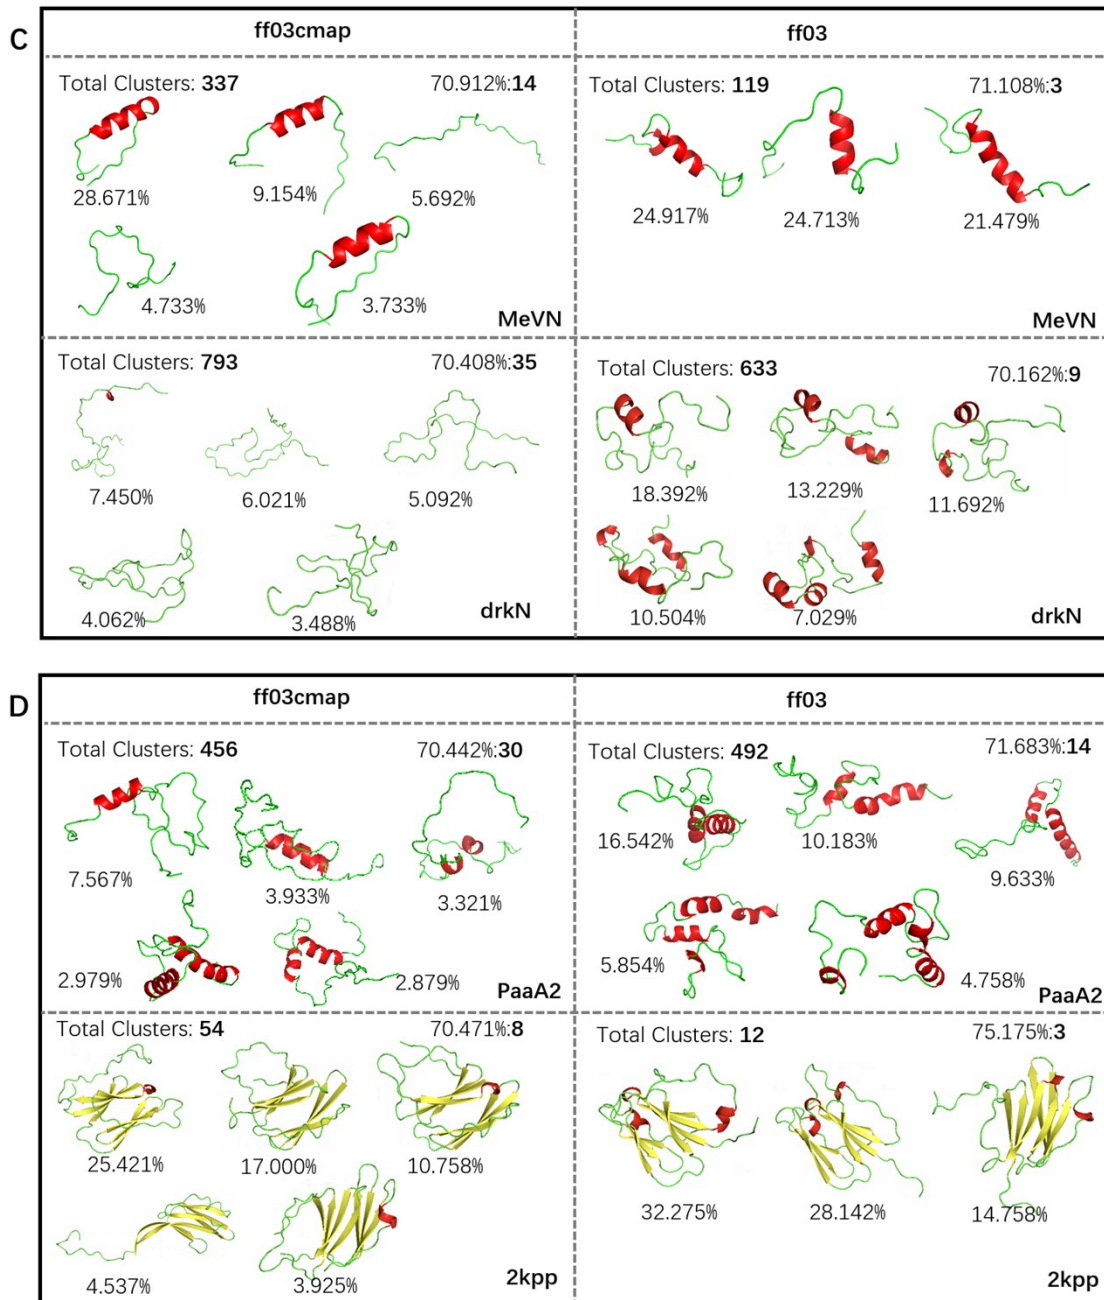 C
ff03cmap
ff03
Total Clusters: 337
70.912%:14
28.671%
9.154%
5.692%
4.733%
3.733%
MeVN
Total Clusters: 119
71.108%:3
24.917%
24.713%
21.479%
MeVN
Total Clusters: 793
70.408%:35
7.450%
6.021%
5.092%
4.062%
3.488%
drkN
Total Clusters: 633
70.162%:9
18.392%
13.229%
11.692%
10.504%
7.029%
drkN
D
ff03cmap
ff03
Total Clusters: 456
70.442%:30
7.567%
3.933%
3.321%
2.979%
2.879%
PaaA2
Total Clusters: 492
71.683%:14
16.542%
10.183%
9.633%
5.854%
4.758%
PaaA2
Total Clusters: 54
70.471%:8
25.421%
17.000%
10.758%
4.537%
3.925%
2kpp
Total Clusters: 12
75.175%:3
32.275%
28.142%
14.758%
2kpp